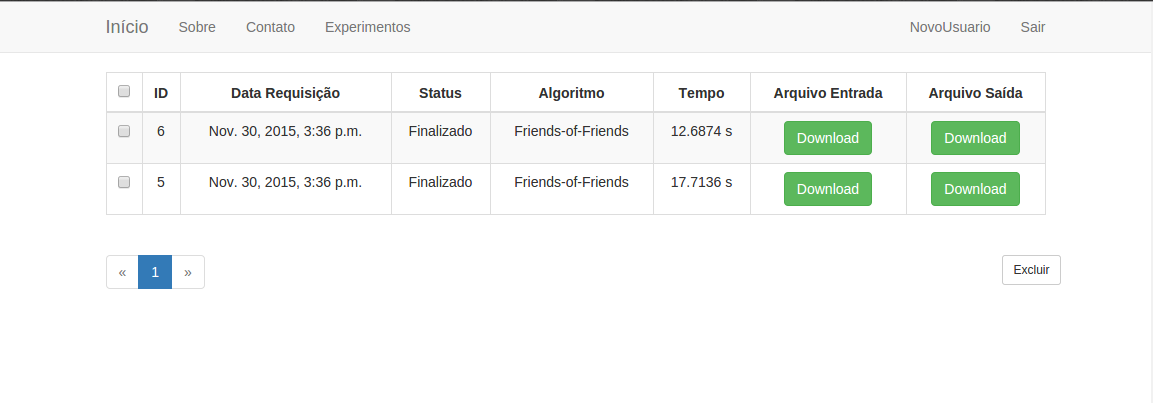 Início Sobre Contato Experimentos NovoUsuario Sair
ID Data Requisição Status Algoritmo Tempo Arquivo Entrada Arquivo Saída
6 Nov. 30, 2015, 3:36 p.m. Finalizado Friends-of-Friends 12.6874 s Download Download
5 Nov. 30, 2015, 3:36 p.m. Finalizado Friends-of-Friends 17.7136 s Download Download
« 1 » Excluir